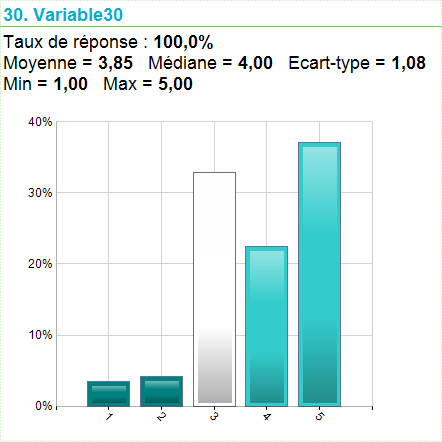 30. Variable30
Taux de réponse : 100,0%
Moyenne = 3,85 Médiane = 4,00 Ecart-type = 1,08
Min = 1,00 Max = 5,00
40%
30%
20%
10%
0%
1 2 3 4 5